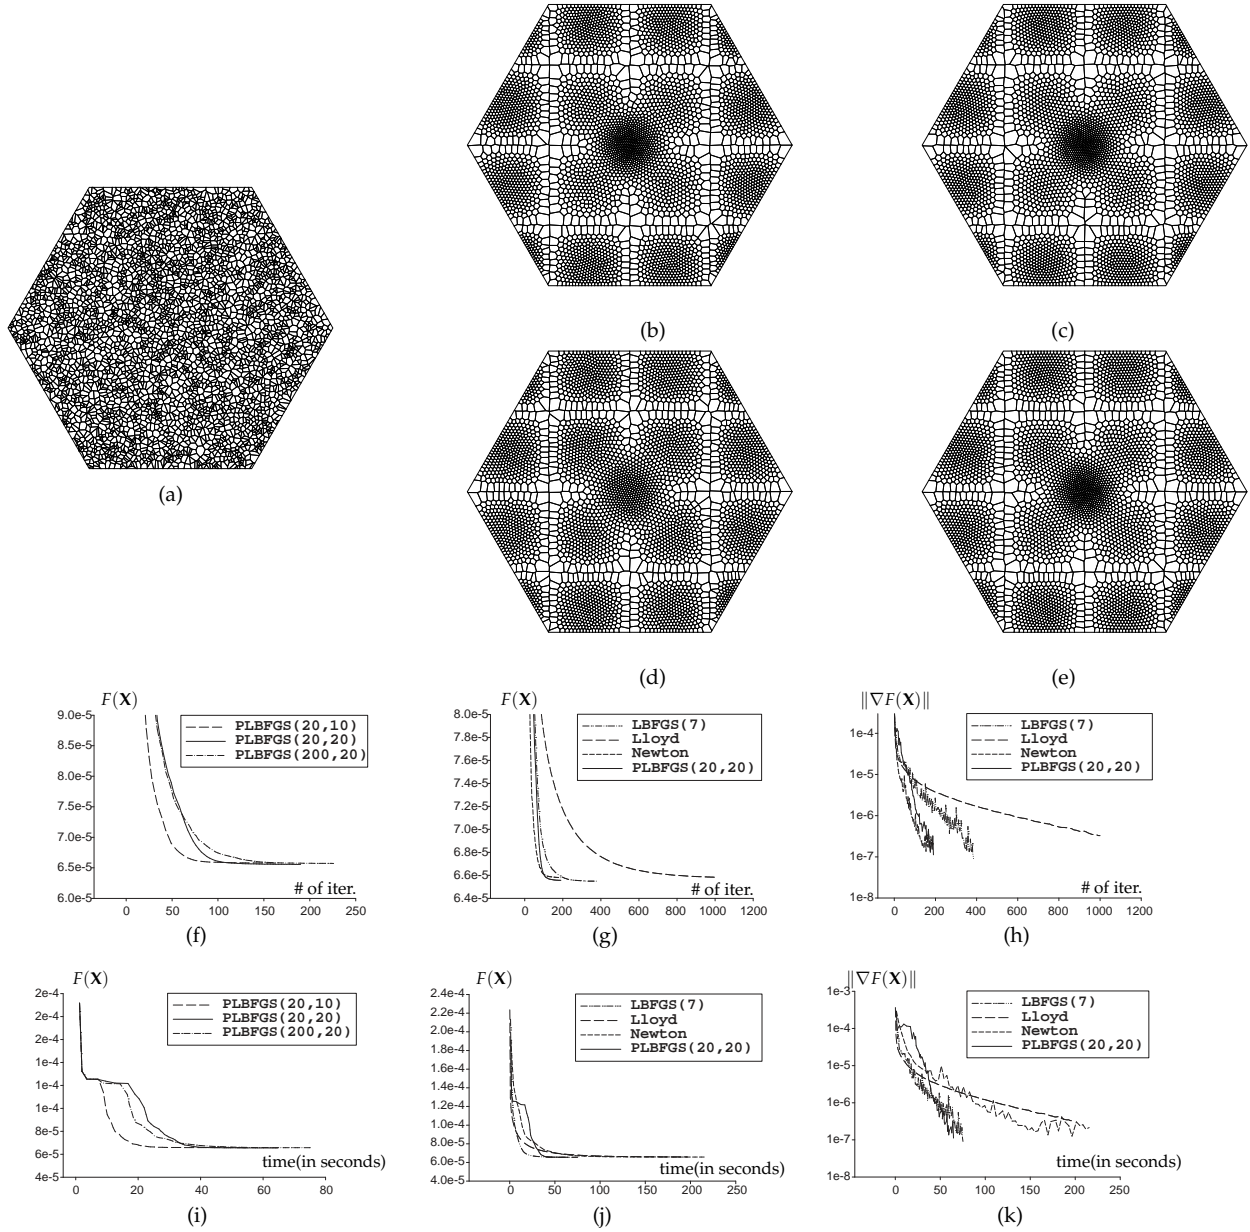 (a)
(b)
(c)
(d)
(e)
F(X)
9.0e-5
8.5e-5
8.0e-5
7.5e-5
7.0e-5
6.5e-5
6.0e-5
PLBFGS(20,10)
PLBFGS(20,20)
PLBFGS(200,20)
# of iter.
0 50 100 150 200 250
(f)
F(X)
8.0e-5
7.8e-5
7.6e-5
7.4e-5
7.2e-5
7.0e-5
6.8e-5
6.6e-5
6.4e-5
LBFGS(7)
Lloyd
Newton
PLBFGS(20,20)
# of iter.
0 200 400 600 800 1000 1200
(g)
‖∇F(X)‖
1e-4
1e-5
1e-6
1e-7
1e-8
LBFGS(7)
Lloyd
Newton
PLBFGS(20,20)
# of iter.
0 200 400 600 800 1000 1200
(h)
F(X)
2e-4
2e-4
2e-4
1e-4
1e-4
1e-4
8e-5
6e-5
4e-5
PLBFGS(20,10)
PLBFGS(20,20)
PLBFGS(200,20)
time(in seconds)
0 20 40 60 80
(i)
F(X)
2.4e-4
2.2e-4
2.0e-4
1.8e-4
1.6e-4
1.4e-4
1.2e-4
1.0e-4
8.0e-5
6.0e-5
4.0e-5
LBFGS(7)
Lloyd
Newton
PLBFGS(20,20)
time(in seconds)
0 50 100 150 200 250
(j)
‖∇F(X)‖
1e-3
1e-4
1e-5
1e-6
1e-7
1e-8
LBFGS(7)
Lloyd
Newton
PLBFGS(20,20)
time(in seconds)
0 50 100 150 200 250
(k)